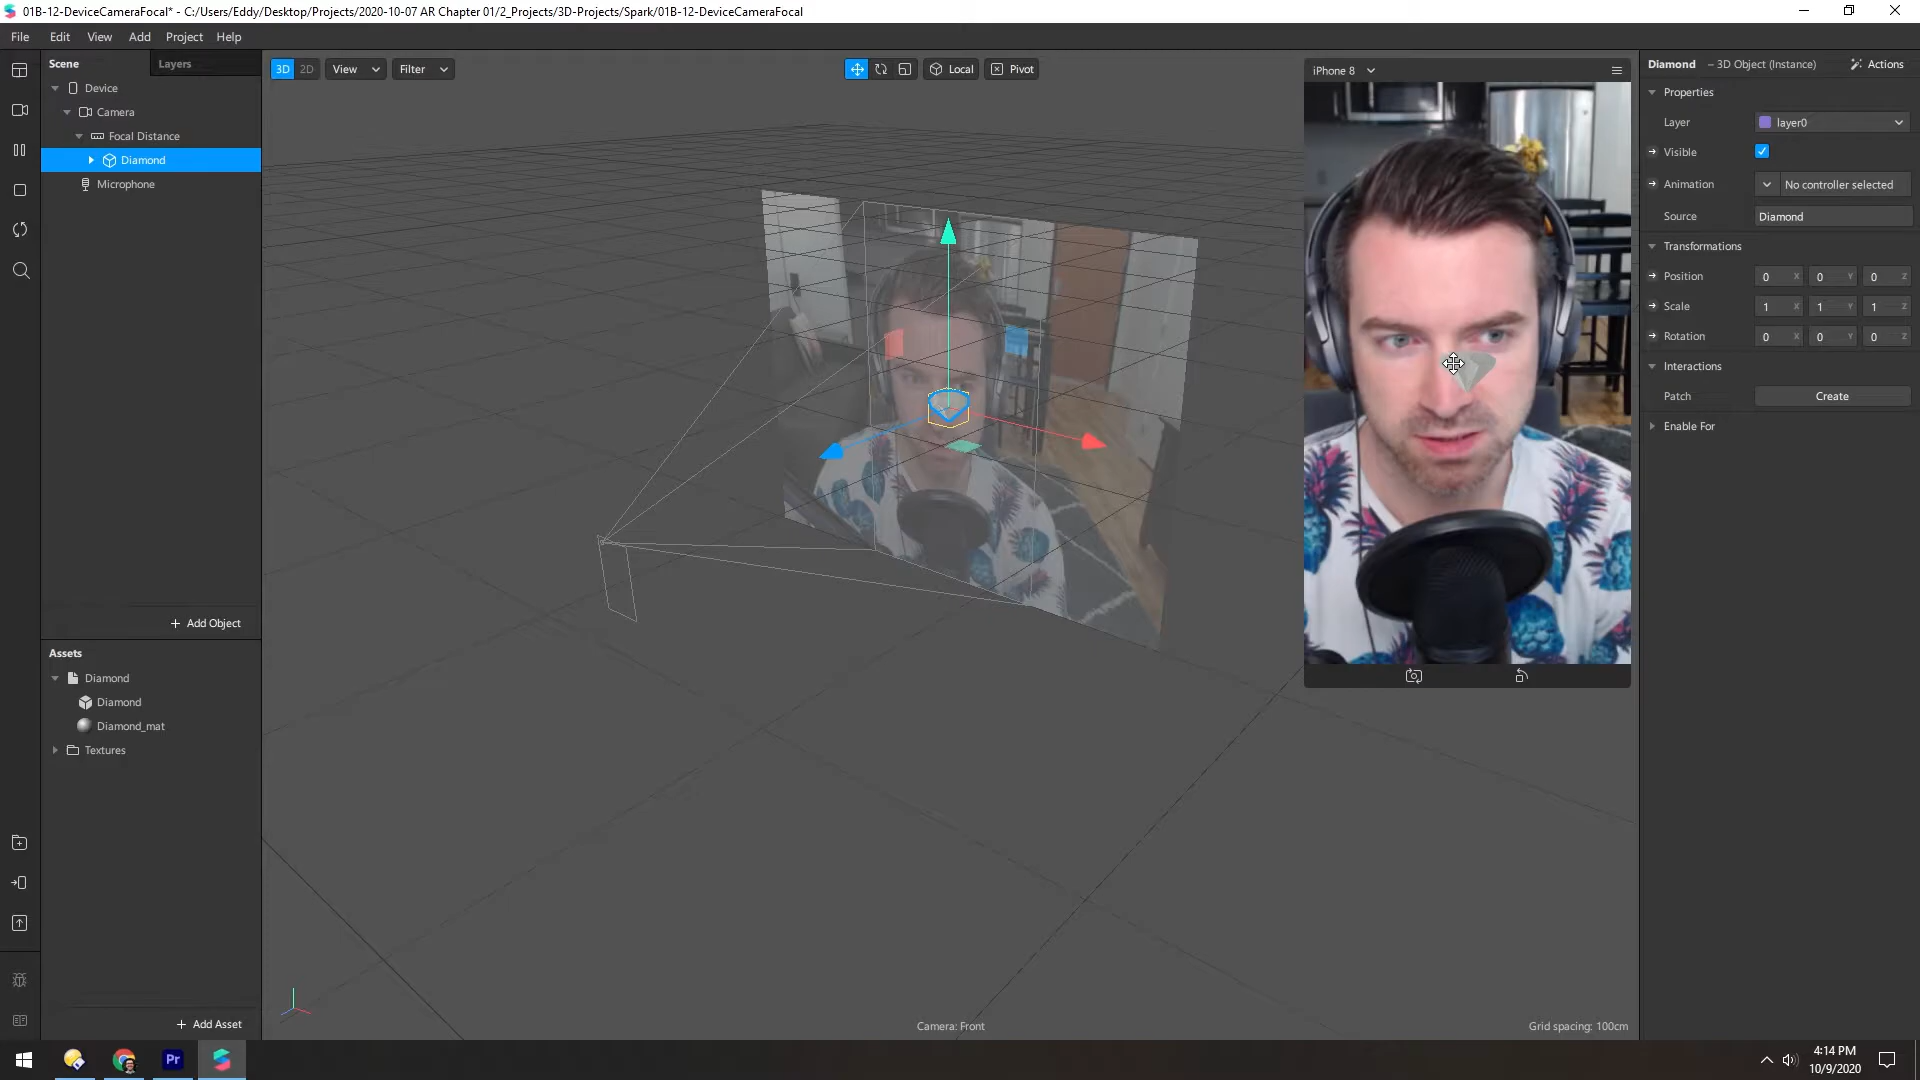 01B-12-DeviceCameraFocal* - C:/Users/Eddy/Desktop/Projects/2020-10-07 AR Chapter 01/2_Projects/3D-Projects/Spark/01B-12-DeviceCameraFocal
File Edit View Add Project Help
Scene Layers
Device
Camera
Focal Distance
Diamond
Microphone
+ Add Object
Assets
Diamond
Diamond
Diamond_mat
Textures
+ Add Asset
3D 2D View Filter
Local Pivot
Camera: Front
Grid spacing: 100cm
iPhone 8
Diamond – 3D Object (Instance) Actions
Properties
Layer layer0
Visible
Animation No controller selected
Source Diamond
Transformations
Position 0 X 0 Y 0 Z
Scale 1 X 1 Y 1 Z
Rotation 0 X 0 Y 0 Z
Interactions
Patch Create
Enable For
Pr
4:14 PM
10/9/2020